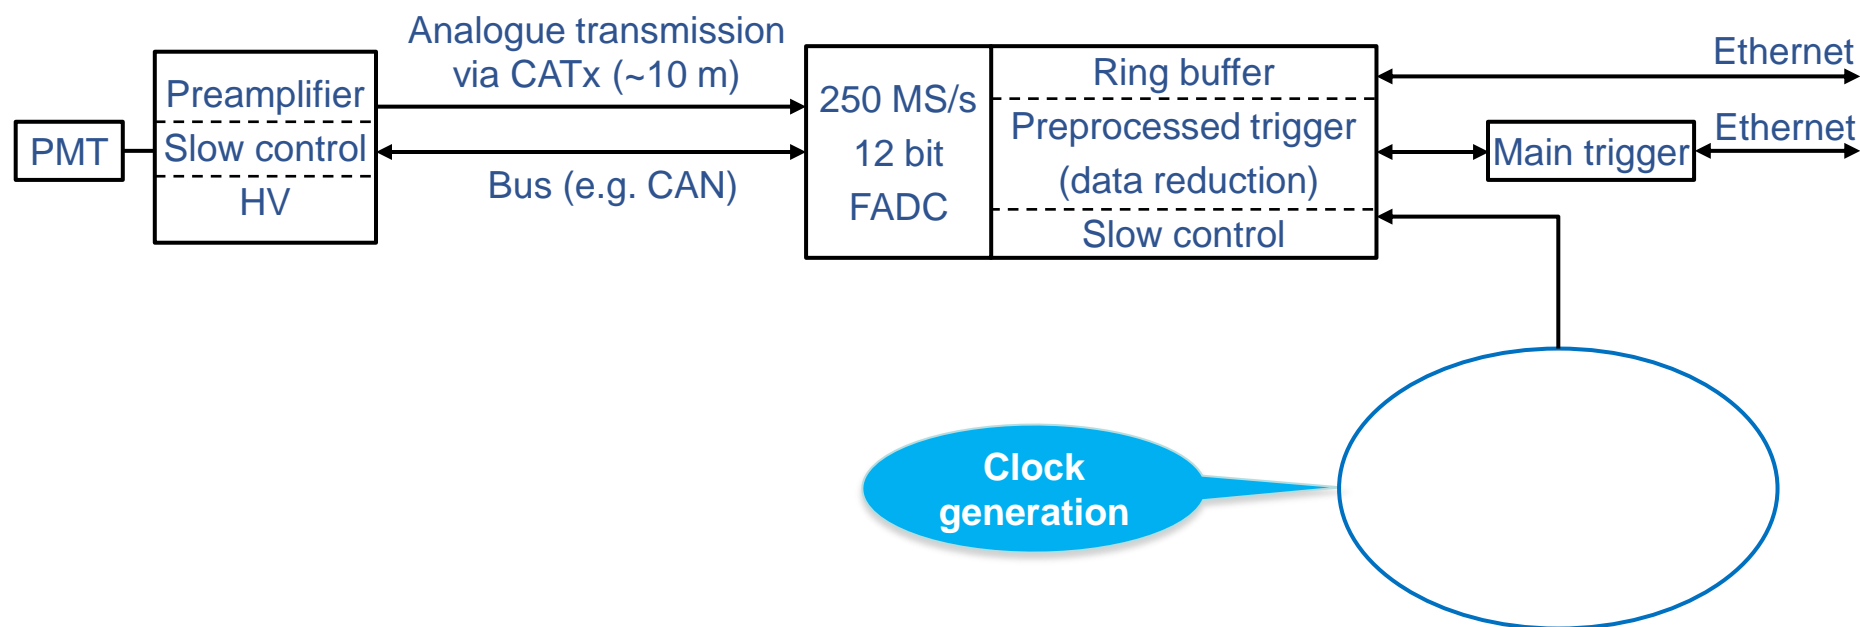 PMT
Preamplifier
Slow control
HV
Analogue transmission
via CATx (~10 m)
Bus (e.g. CAN)
250 MS/s
12 bit
FADC
Ring buffer
Preprocessed trigger
(data reduction)
Slow control
Ethernet
Main trigger
Ethernet
Clock
generation